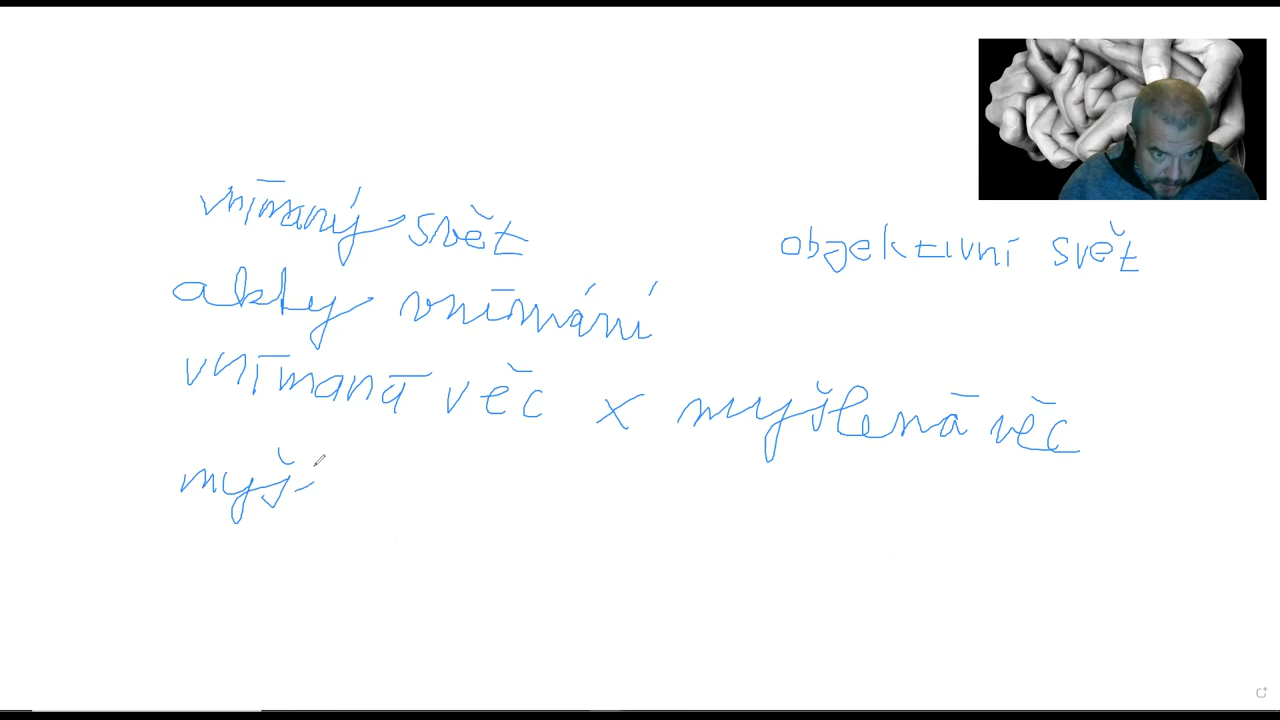 vnímaný svět
objektivní svět
akty vnímání
vnímaná věc x myšlená věc
myš